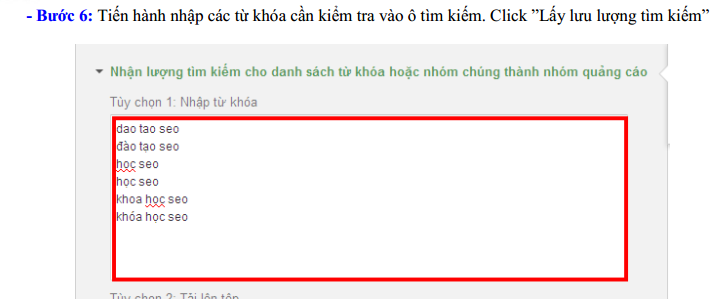 - Bước 6: Tiến hành nhập các từ khóa cần kiểm tra vào ô tìm kiếm. Click ”Lấy lưu lượng tìm kiếm”
Nhận lượng tìm kiếm cho danh sách từ khóa hoặc nhóm chúng thành nhóm quảng cáo
Tùy chọn 1: Nhập từ khóa
dao tao seo
đào tạo seo
học seo
học seo
khoa học seo
khóa học seo
Tùy chọn 2: Tải lên tệp